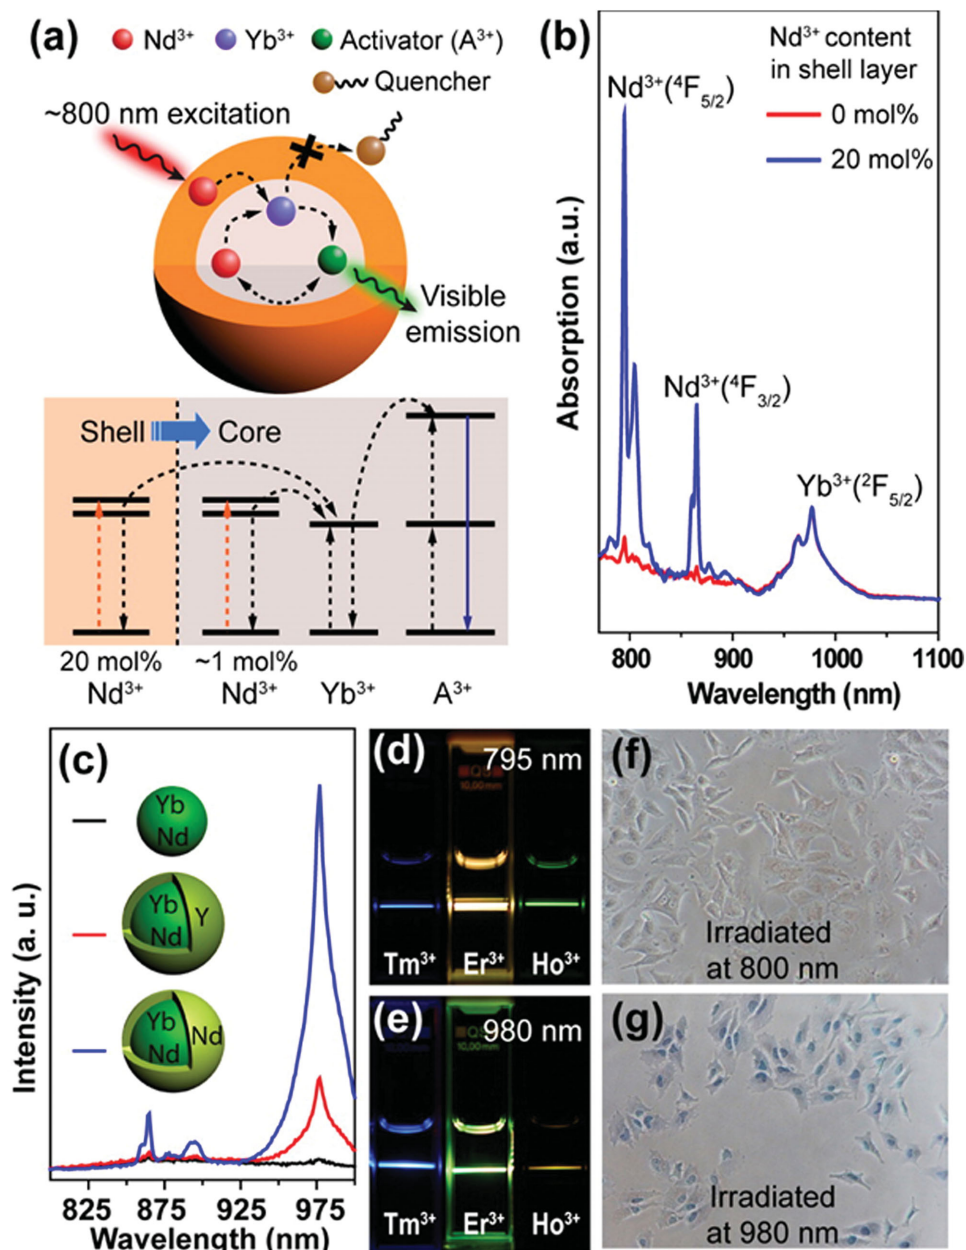 (a)
Nd³⁺ Yb³⁺ Activator (A³⁺)
Quencher
~800 nm excitation
Visible
emission
Shell Core
20 mol% ~1 mol%
Nd³⁺ Nd³⁺ Yb³⁺ A³⁺
(b)
Nd³⁺ content
in shell layer
0 mol%
20 mol%
Nd³⁺(⁴F₅/₂)
Nd³⁺(⁴F₃/₂)
Yb³⁺(²F₅/₂)
Absorption (a.u.)
800 900 1000 1100
Wavelength (nm)
(c)
Yb
Nd
Yb
Nd
Y
Yb
Nd
Nd
Intensity (a. u.)
825 875 925 975
Wavelength (nm)
(d)
795 nm
10,00mm
Tm³⁺ Er³⁺ Ho³⁺
(e)
980 nm
10,00mm
Tm³⁺ Er³⁺ Ho³⁺
(f)
Irradiated
at 800 nm
(g)
Irradiated
at 980 nm